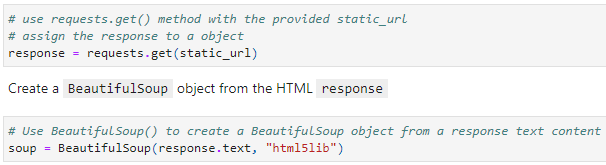 # use requests.get() method with the provided static_url
# assign the response to a object
response = requests.get(static_url)
Create a BeautifulSoup object from the HTML response
# Use BeautifulSoup() to create a BeautifulSoup object from a response text content
soup = BeautifulSoup(response.text, "html5lib")